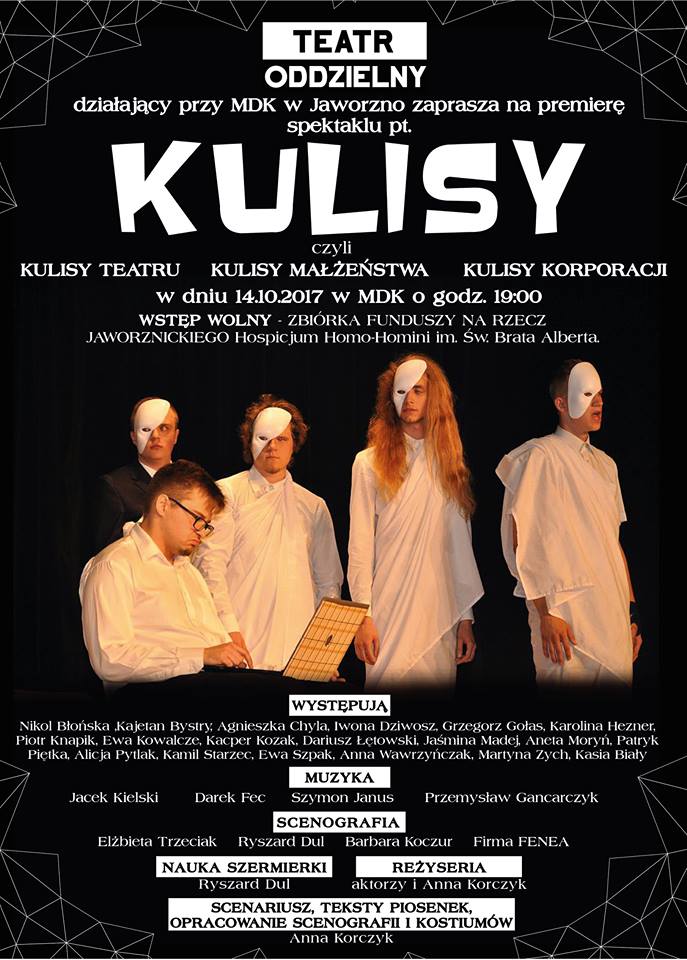 TEATR
ODDZIELNY
działający przy MDK w Jaworzno zaprasza na premierę
spektaklu pt.
KULISY
czyli
KULISY TEATRU KULISY MAŁŻEŃSTWA KULISY KORPORACJI
w dniu 14.10.2017 w MDK o godz. 19:00
WSTĘP WOLNY - ZBIÓRKA FUNDUSZY NA RZECZ
JAWORZNICKIEGO Hospicjum Homo-Homini im. Św. Brata Alberta.
WYSTĘPUJĄ
Nikol Błońska ,Kajetan Bystry, Agnieszka Chyla, Iwona Dziwosz, Grzegorz Gołas, Karolina Hezner,
Piotr Knapik, Ewa Kowalcze, Kacper Kozak, Dariusz Łętowski, Jaśmina Madej, Aneta Moryń, Patryk
Piętka, Alicja Pytlak, Kamil Starzec, Ewa Szpak, Anna Wawrzyńczak, Martyna Zych, Kasia Biały
MUZYKA
Jacek Kielski Darek Fec Szymon Janus Przemysław Gancarczyk
SCENOGRAFIA
Elżbieta Trzeciak Ryszard Dul Barbara Koczur Firma FENEA
NAUKA SZERMIERKI REŻYSERIA
Ryszard Dul aktorzy i Anna Korczyk
SCENARIUSZ, TEKSTY PIOSENEK,
OPRACOWANIE SCENOGRAFII I KOSTIUMÓW
Anna Korczyk